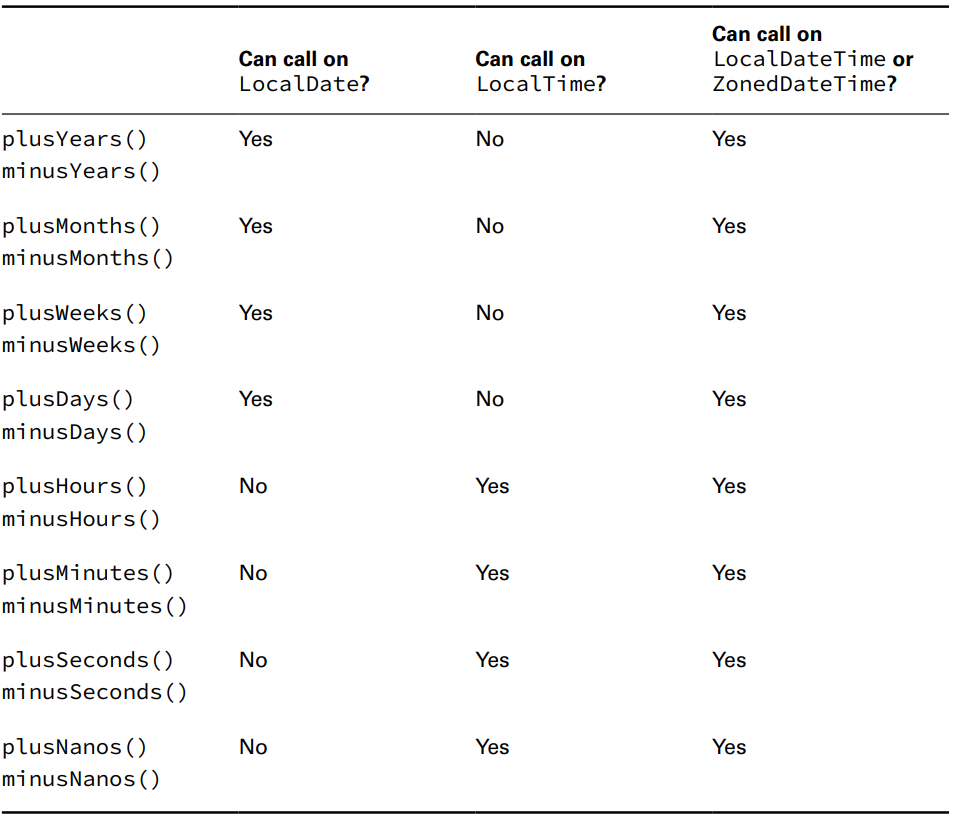 Can call on LocalDate? Can call on LocalTime? Can call on LocalDateTime or ZonedDateTime?
plusYears() Yes No Yes
minusYears()
plusMonths() Yes No Yes
minusMonths()
plusWeeks() Yes No Yes
minusWeeks()
plusDays() Yes No Yes
minusDays()
plusHours() No Yes Yes
minusHours()
plusMinutes() No Yes Yes
minusMinutes()
plusSeconds() No Yes Yes
minusSeconds()
plusNanos() No Yes Yes
minusNanos()